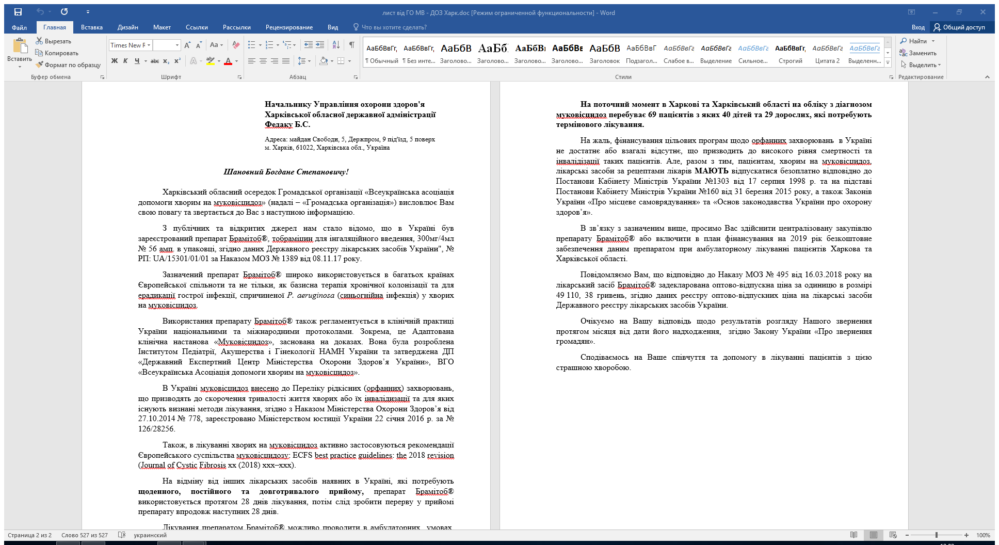 лист від ГО МВ - ДОЗ Харк.doc [Режим ограниченной функциональности] - Word
Файл Главная Вставка Дизайн Макет Ссылки Рассылки Рецензирование Вид Что вы хотите сделать? Вход Общий доступ
Вставить
Вырезать
Копировать
Формат по образцу
Буфер обмена
Times New R
Шрифт
Абзац
АаБбВвГг, АаБбВвГг, АаБбВ АаБб. АаБбВі АаБбВв АаБбВ АаБбВвГ АаБбВвГг АаБбВвГг АаБбВвГг АаБбВвГг, АаБбВвГг АаБбВвГг
¶ Обычный ¶ Без инте... Заголово... Заголово... Заголово... Заголово... Заголовок Подзагол... Слабое в... Выделение Сильное... Строгий Цитата 2 Выделенн...
Стили
Найти
Заменить
Выделить
Редактирование
Начальнику Управління охорони здоров'я
Харківської обласної державної адміністрації
Федаку Б.С.
Адреса: майдан Свободи, 5, Держпром, 9 під'їзд, 5 поверх
м. Харків, 61022, Харківська обл., Україна
Шановний Богдане Степановичу!
Харківський обласний осередок Громадської організації «Всеукраїнська асоціація
допомоги хворим на муковісцидоз» (надалі – «Громадська організація») висловлює Вам
свою повагу та звертається до Вас з наступною інформацією.
З публічних та відкритих джерел нам стало відомо, що в Україні був
зареєстрований препарат Брамітоб®, тобраміцин для інгаляційного введення, 300мг/4мл
№ 56 амп. в упаковці, згідно даних Державного реєстру лікарських засобів України", №
РП: UA/15301/01/01 за Наказом МОЗ № 1389 від 08.11.17 року.
Зазначений препарат Брамітоб® широко використовується в багатьох країнах
Європейської спільноти та не тільки, як базисна терапія хронічної колонізації та для
ерадикації гострої інфекції, спричиненої P. aeruginosa (синьогнійна інфекція) у хворих
на муковісцидоз.
Використання препарату Брамітоб® також регламентується в клінічній практиці
України національними та міжнародними протоколами. Зокрема, це Адаптована
клінічна настанова «Муковісцидоз», заснована на доказах. Вона була розроблена
Інститутом Педіатрії, Акушерства і Гінекології НАМН України та затверджена ДП
«Державний Експертний Центр Міністерства Охорони Здоров’я України», ВГО
«Всеукраїнська Асоціація допомоги хворим на муковісцидоз».
В Україні муковісцидоз внесено до Переліку рідкісних (орфанних) захворювань,
що призводять до скорочення тривалості життя хворих або їх інвалідизації та для яких
існують визнані методи лікування, згідно з Наказом Міністерства Охорони Здоров’я від
27.10.2014 № 778, зареєстровано Міністерством юстиції України 22 січня 2016 р. за №
126/28256.
Також, в лікуванні хворих на муковісцидоз активно застосовуються рекомендації
Європейського суспільства муковісцидозу: ECFS best practice guidelines: the 2018 revision
(Journal of Cystic Fibrosis xx (2018) xxx–xxx).
На відміну від інших лікарських засобів наявних в Україні, які потребують
щоденного, постійного та довготривалого прийому, препарат Брамітоб®
використовується протягом 28 днів лікування, потім слід зробити перерву у прийомі
препарату впродовж наступних 28 днів.
Лікування препаратом Брамітоб® можливо проводити в амбулаторних умовах,
На поточний момент в Харкові та Харківський області на обліку з діагнозом
муковісцидоз перебуває 69 пацієнтів з яких 40 дітей та 29 дорослих, які потребують
термінового лікування.
На жаль, фінансування цільових програм щодо орфанних захворювань в Україні
не достатнє або взагалі відсутнє, що призводить до високого рівня смертності та
інвалідізації таких пацієнтів. Але, разом з тим, пацієнтам, хворим на муковісцидоз,
лікарські засоби за рецептами лікарів МАЮТЬ відпускатися безоплатно відповідно до
Постанови Кабінету Міністрів України №1303 від 17 серпня 1998 р. та на підставі
Постанови Кабінету Міністрів України №160 від 31 березня 2015 року, а також Законів
України «Про місцеве самоврядування» та «Основ законодавства України про охорону
здоров’я».
В зв’язку з зазначеним вище, просимо Вас здійснити централізовану закупівлю
препарату Брамітоб® або включити в план фінансування на 2019 рік безкоштовне
забезпечення даним препаратом при амбулаторному лікуванні пацієнтів Харкова та
Харківської області.
Повідомляємо Вам, що відповідно до Наказу МОЗ № 495 від 16.03.2018 року на
лікарський засіб Брамітоб® задекларована оптово-відпускна ціна за одиницю в розмірі
49 110, 38 гривень, згідно даних реєстру оптово-відпускних ціна на лікарські засоби
Державного реєстру лікарських засобів України.
Очікуємо на Вашу відповідь щодо результатів розгляду Нашого звернення
протягом місяця від дати його надходження, згідно Закону України «Про звернення
громадян».
Сподіваємось на Ваше співчуття та допомогу в лікуванні пацієнтів з цією
страшною хворобою.
Страница 2 из 2 Слово 527 из 527 украинский 100%